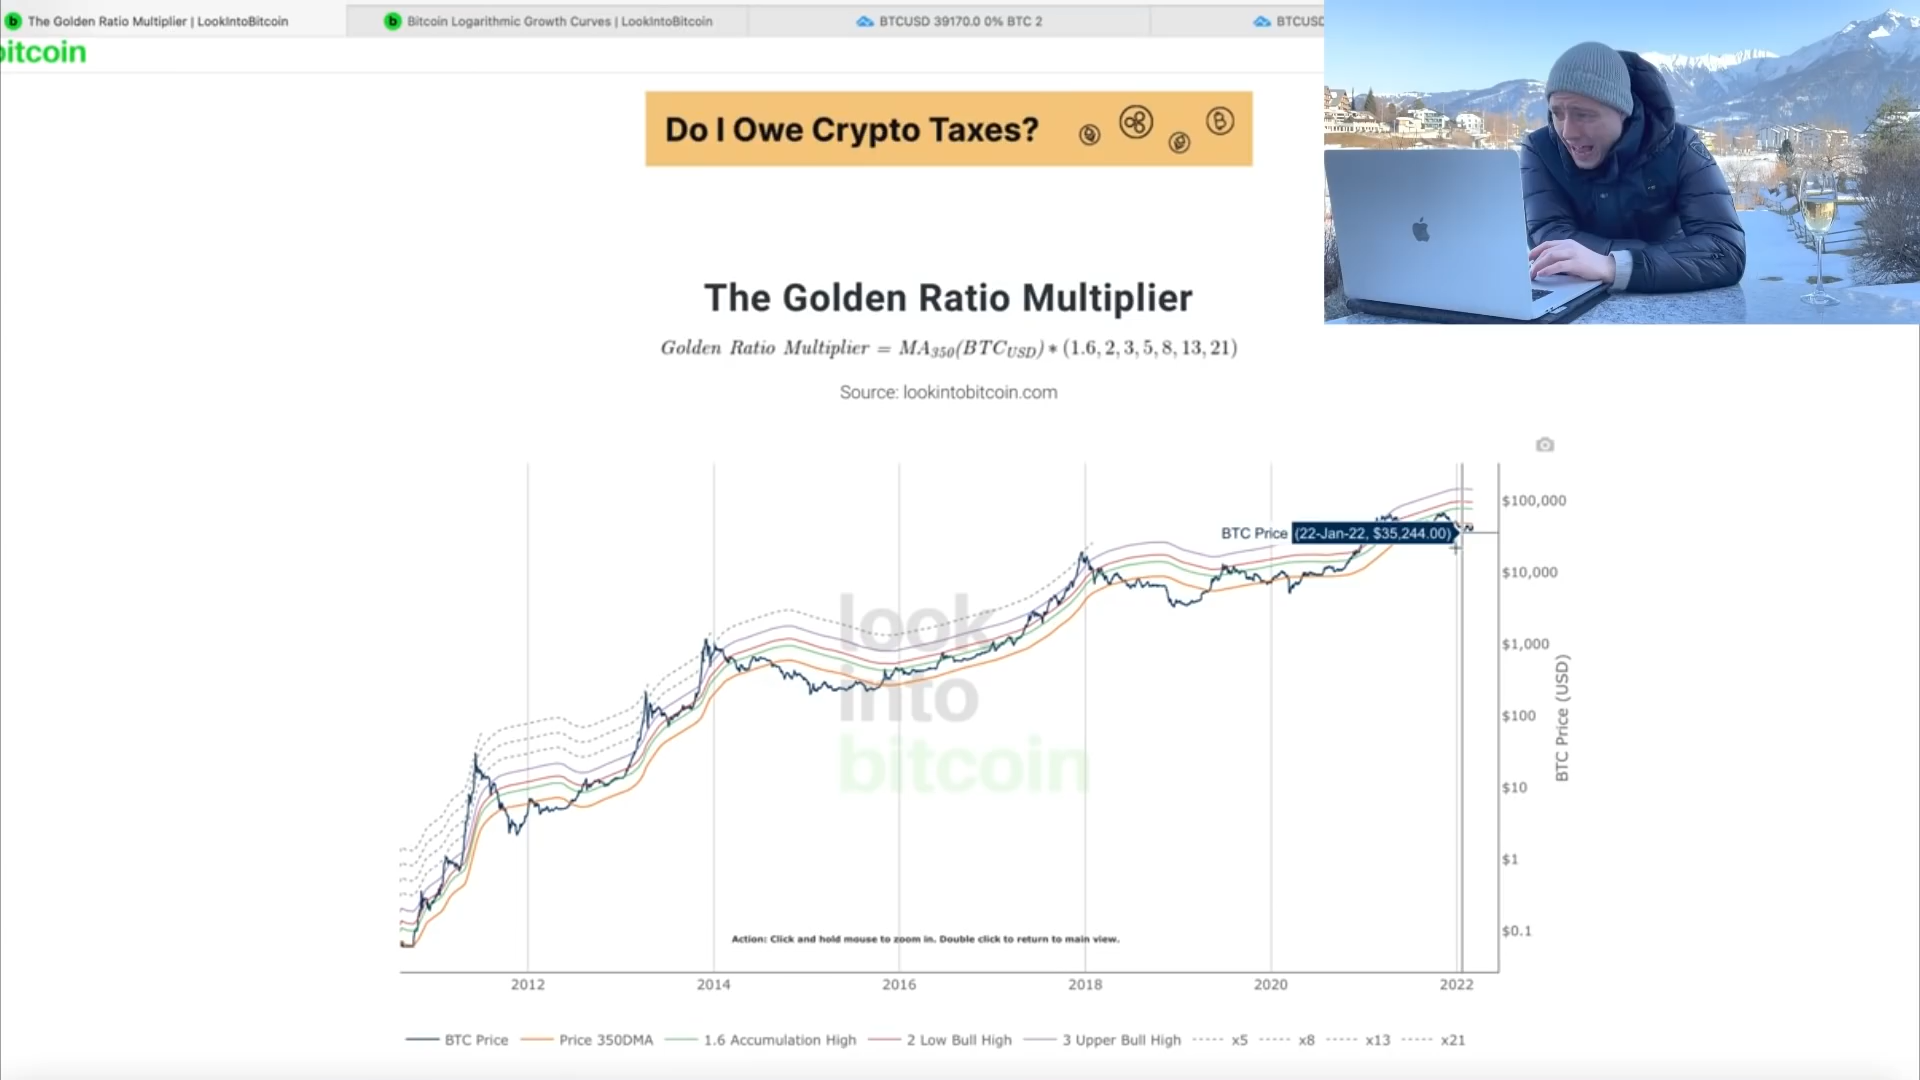 The Golden Ratio Multiplier | LookIntoBitcoin
Bitcoin Logarithmic Growth Curves | LookIntoBitcoin
BTCUSD 39170.0 0% BTC 2
BTCUSD
bitcoin
Do I Owe Crypto Taxes?
The Golden Ratio Multiplier
Golden Ratio Multiplier = MA350(BTCUSD) * (1.6, 2, 3, 5, 8, 13, 21)
Source: lookintobitcoin.com
$100,000
BTC Price (22-Jan-22, $35,244.00)
$10,000
look
$1,000
into
$100
BTC Price (USD)
bitcoin
$10
$1
$0.1
Action: Click and hold mouse to zoom in. Double click to return to main view.
2012 2014 2016 2018 2020 2022
BTC Price Price 350DMA 1.6 Accumulation High 2 Low Bull High 3 Upper Bull High x5 x8 x13 x21